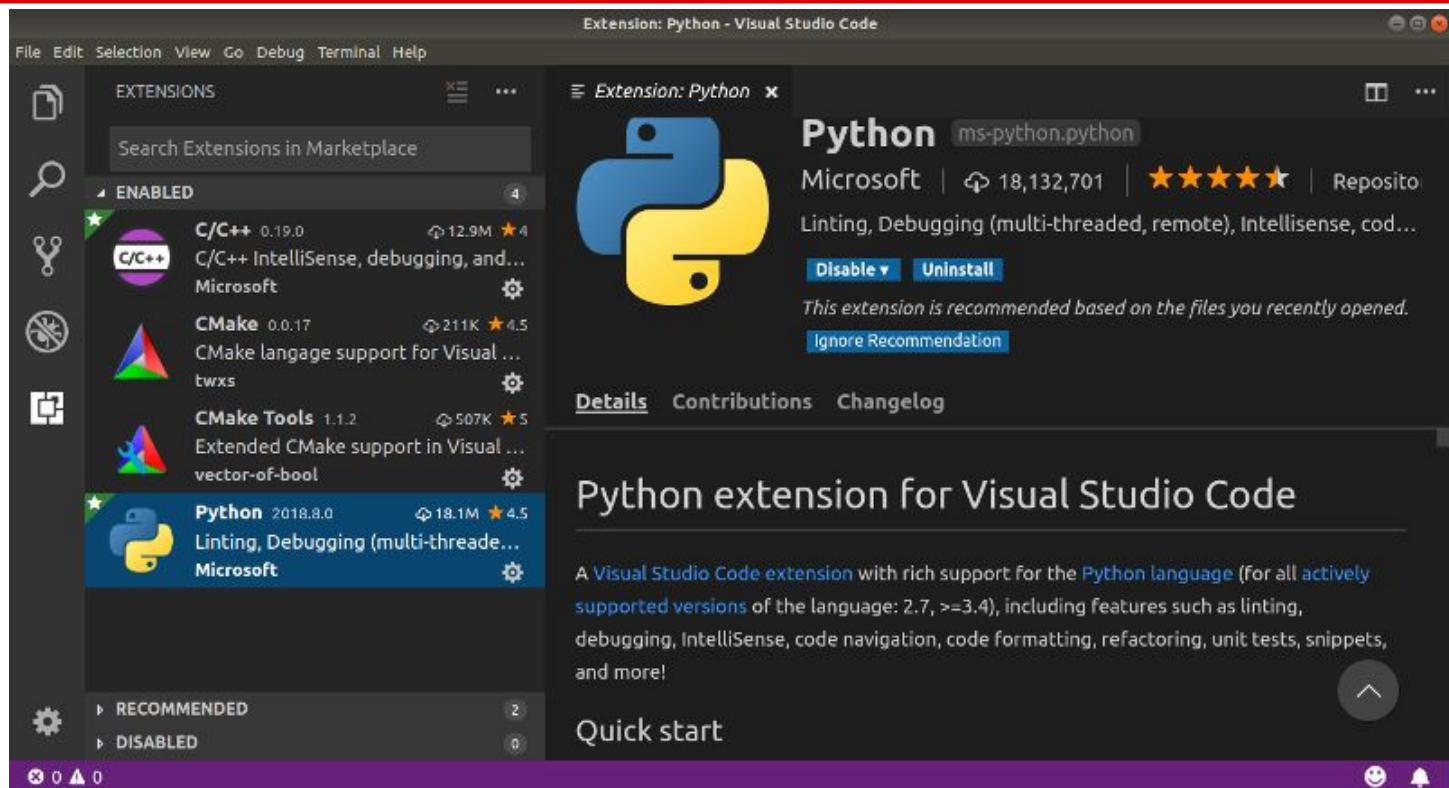 Extension: Python - Visual Studio Code
File Edit Selection View Go Debug Terminal Help
EXTENSIONS
Search Extensions in Marketplace
ENABLED 4
C/C++ 0.19.0 12.9M 4
C/C++ IntelliSense, debugging, and...
Microsoft
C/C++
CMake 0.0.17 211K 4.5
CMake langage support for Visual ...
twxs
CMake Tools 1.1.2 507K 5
Extended CMake support in Visual ...
vector-of-bool
Python 2018.8.0 18.1M 4.5
Linting, Debugging (multi-threade...
Microsoft
RECOMMENDED 2
DISABLED 0
Extension: Python
Python ms-python.python
Microsoft | 18,132,701 | | Reposito
Linting, Debugging (multi-threaded, remote), Intellisense, cod...
Disable Uninstall
This extension is recommended based on the files you recently opened.
Ignore Recommendation
Details Contributions Changelog
Python extension for Visual Studio Code
A Visual Studio Code extension with rich support for the Python language (for all actively
supported versions of the language: 2.7, >=3.4), including features such as linting,
debugging, IntelliSense, code navigation, code formatting, refactoring, unit tests, snippets,
and more!
Quick start
0 0